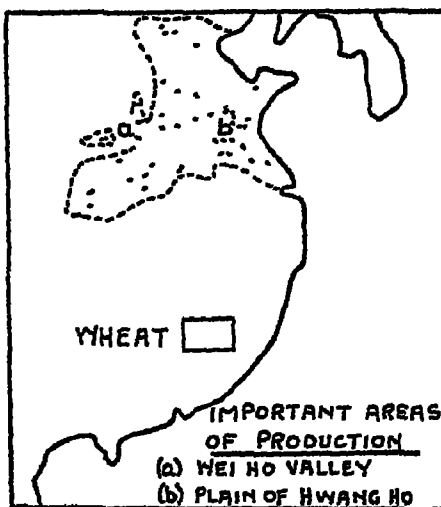 a
b
WHEAT
IMPORTANT AREAS
OF PRODUCTION
(a) WEI HO VALLEY
(b) PLAIN OF HWANG HO